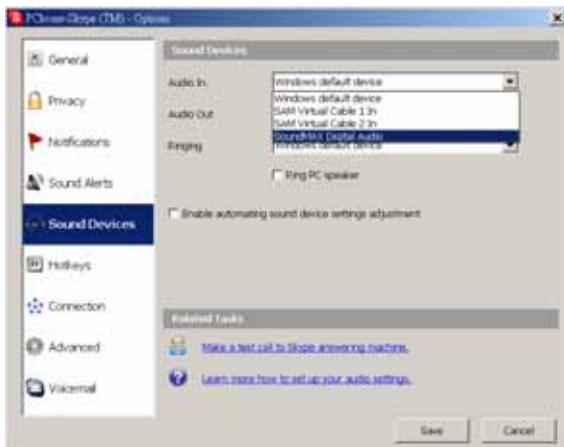 PChome-Skype (TM) - Options
General
Privacy
Notifications
Sound Alerts
Sound Devices
Hotkeys
Connection
Advanced
Voicemail
Sound Devices
Audio In
Windows default device
Windows default device
SAM Virtual Cable 1 In
SAM Virtual Cable 2 In
SoundMAX Digital Audio
Audio Out
Ringing
Windows default device
Ring PC speaker
Enable automating sound device settings adjustment
Related Tasks
Make a test call to Skype answering machine.
Learn more how to set up your audio settings.
Save
Cancel